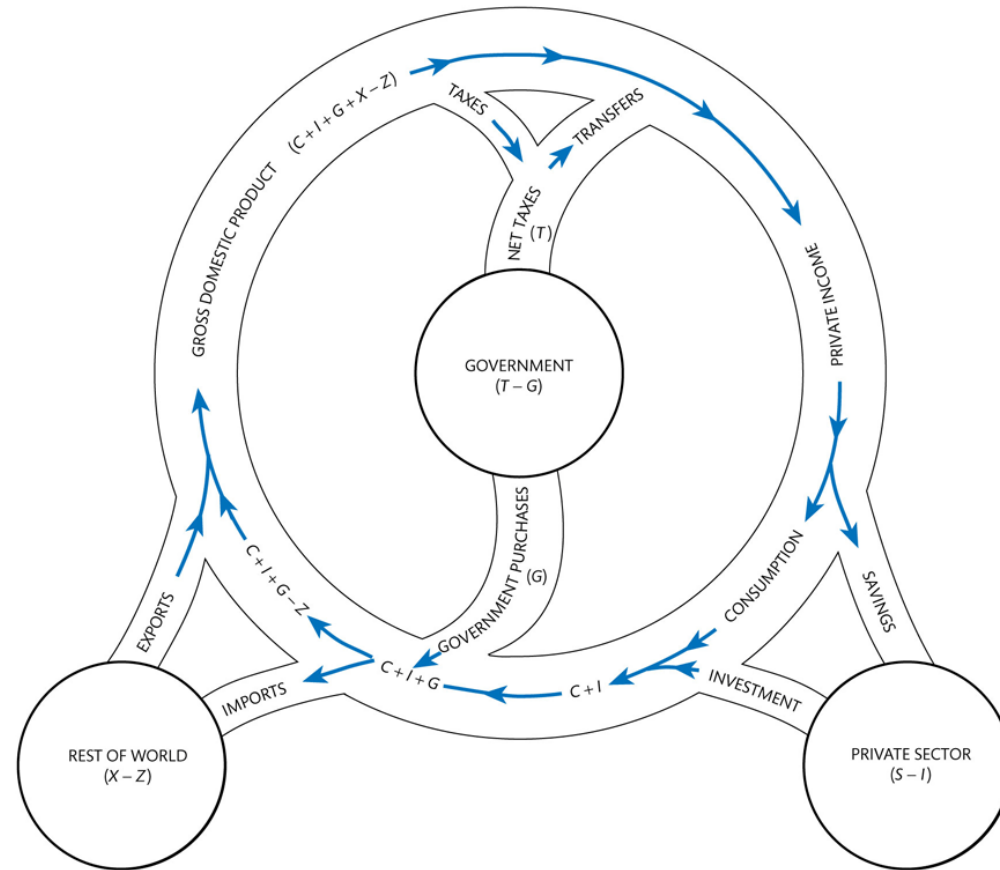 GROSS DOMESTIC PRODUCT (C + I + G + X – Z)
TAXES
TRANSFERS
NET TAXES
(T)
PRIVATE INCOME
GOVERNMENT
(T – G)
GOVERNMENT PURCHASES
(G)
CONSUMPTION
SAVINGS
INVESTMENT
C + I
C + I + G
C + I + G – Z
EXPORTS
IMPORTS
REST OF WORLD
(X – Z)
PRIVATE SECTOR
(S – I)